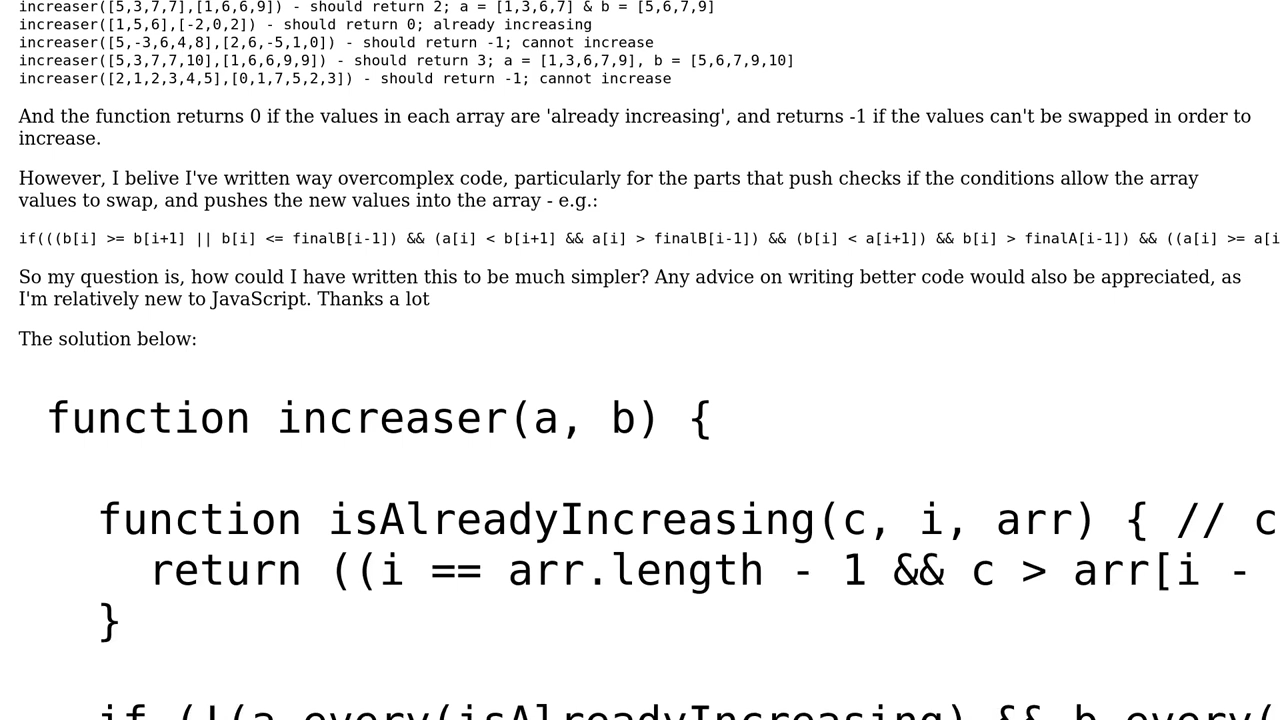 increaser([5,3,7,7],[1,6,6,9]) - should return 2; a = [1,3,6,7] & b = [5,6,7,9]
increaser([1,5,6],[-2,0,2]) - should return 0; already increasing
increaser([5,-3,6,4,8],[2,6,-5,1,0]) - should return -1; cannot increase
increaser([5,3,7,7,10],[1,6,6,9,9]) - should return 3; a = [1,3,6,7,9], b = [5,6,7,9,10]
increaser([2,1,2,3,4,5],[0,1,7,5,2,3]) - should return -1; cannot increase
And the function returns 0 if the values in each array are 'already increasing', and returns -1 if the values can't be swapped in order to
increase.
However, I belive I've written way overcomplex code, particularly for the parts that push checks if the conditions allow the array
values to swap, and pushes the new values into the array - e.g.:
if(((b[i] >= b[i+1] || b[i] <= finalB[i-1]) && (a[i] < b[i+1] && a[i] > finalB[i-1]) && (b[i] < a[i+1]) && b[i] > finalA[i-1]) && ((a[i] >= a[i
So my question is, how could I have written this to be much simpler? Any advice on writing better code would also be appreciated, as
I'm relatively new to JavaScript. Thanks a lot
The solution below:
function increaser(a, b) {
function isAlreadyIncreasing(c, i, arr) { // c
return ((i == arr.length - 1 && c > arr[i -
}
if (!(a.every(isAlreadyIncreasing) && b.every(